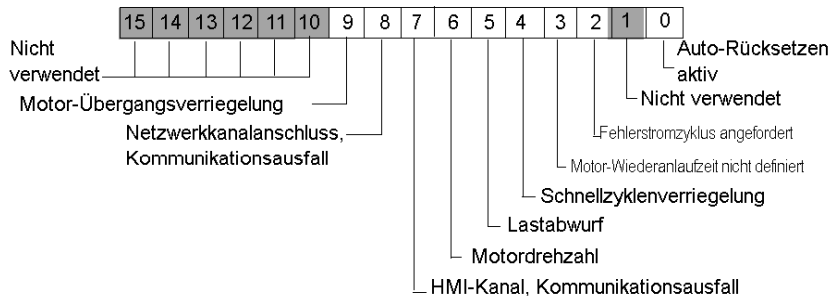 15 14 13 12 11 10 9 8 7 6 5 4 3 2 1 0
Nicht
verwendet
Auto-Rücksetzen
aktiv
Motor-Übergangsverriegelung
Nicht verwendet
Netzwerkkanalanschluss,
Kommunikationsausfall
Fehlerstromzyklus angefordert
Motor-Wiederanlaufzeit nicht definiert
Schnellzyklenverriegelung
Lastabwurf
Motordrehzahl
HMI-Kanal, Kommunikationsausfall